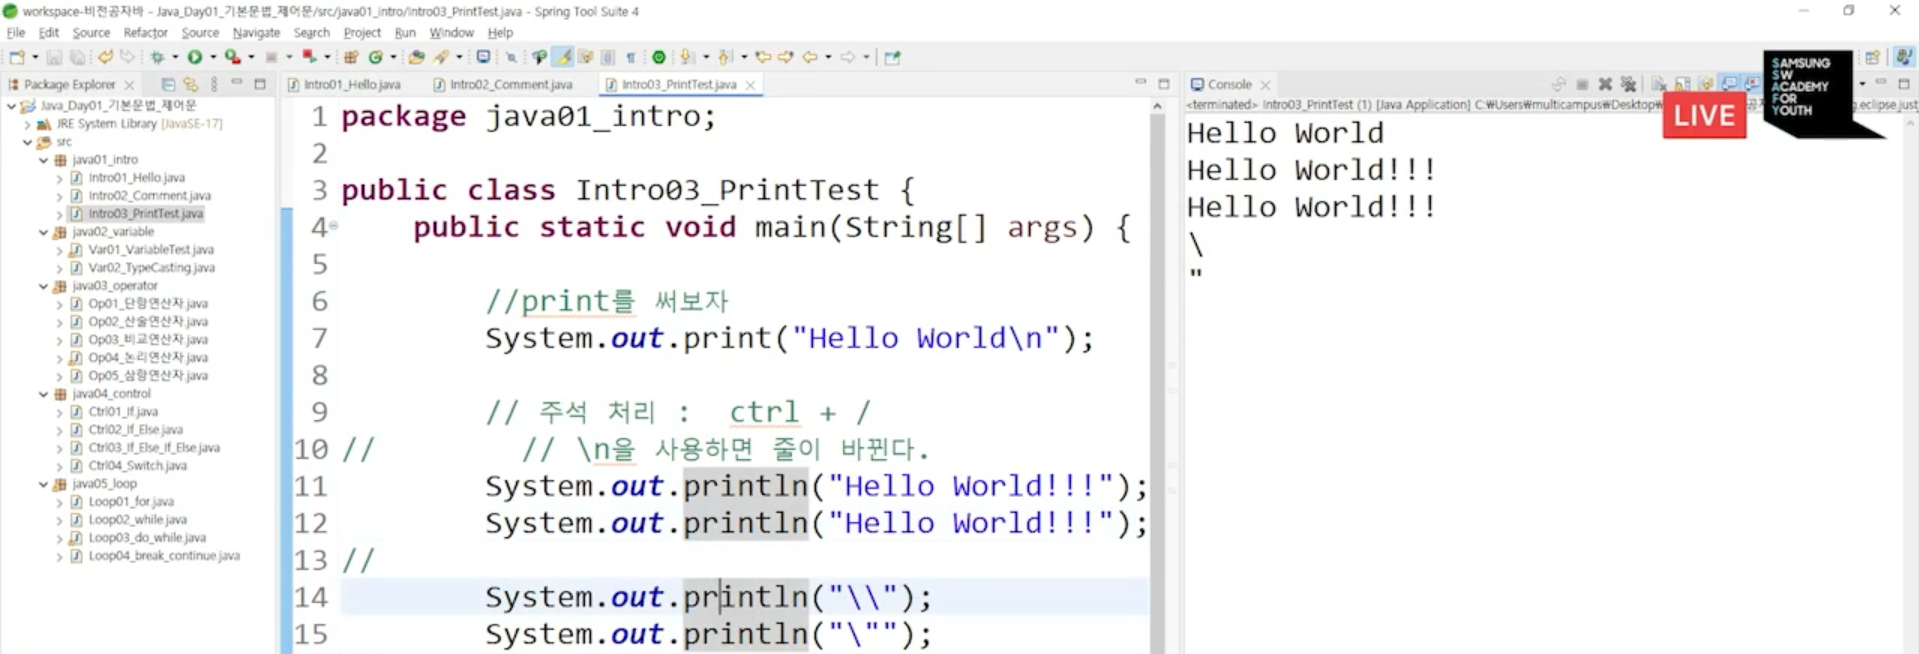 workspace-비전공자바 - Java_Day01_기본문법_제어문/src/java01_intro/Intro03_PrintTest.java - Spring Tool Suite 4
File Edit Source Refactor Source Navigate Search Project Run Window Help
Package Explorer
Java_Day01_기본문법_제어문
JRE System Library [JavaSE-17]
src
java01_intro
Intro01_Hello.java
Intro02_Comment.java
Intro03_PrintTest.java
java02_variable
Var01_VariableTest.java
Var02_TypeCasting.java
java03_operator
Op01_단항연산자.java
Op02_산술연산자.java
Op03_비교연산자.java
Op04_논리연산자.java
Op05_삼항연산자.java
java04_control
Ctrl01_If.java
Ctrl02_If_Else.java
Ctrl03_If_Else_If_Else.java
Ctrl04_Switch.java
java05_loop
Loop01_for.java
Loop02_while.java
Loop03_do_while.java
Loop04_break_continue.java
Intro01_Hello.java Intro02_Comment.java Intro03_PrintTest.java
1 package java01_intro;
2
3 public class Intro03_PrintTest {
4 public static void main(String[] args) {
5
6 //print를 써보자
7 System.out.print("Hello World\n");
8
9 // 주석 처리 : ctrl + /
10 // // \n을 사용하면 줄이 바뀐다.
11 System.out.println("Hello World!!!");
12 System.out.println("Hello World!!!");
13 //
14 System.out.println("\\");
15 System.out.println("\"");
Console
<terminated> Intro03_PrintTest (1) [Java Application] C:₩Users₩multicampus₩Desktop₩
g.eclipse.just
Hello World
Hello World!!!
Hello World!!!
\
"
LIVE
SAMSUNG
SW
ACADEMY
FOR
YOUTH